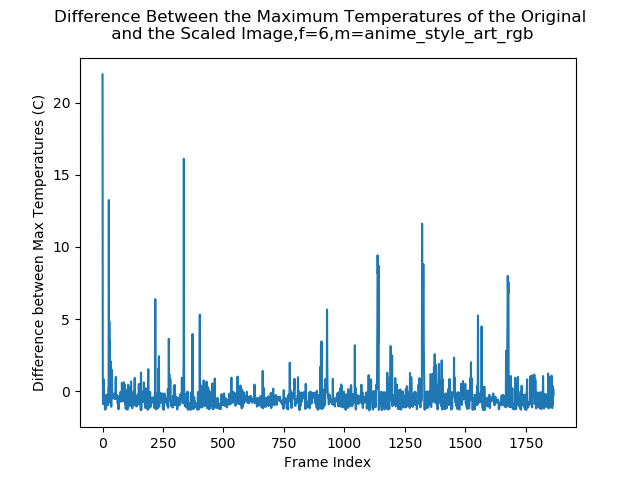 Difference Between the Maximum Temperatures of the Original
and the Scaled Image,f=6,m=anime_style_art_rgb
Difference between Max Temperatures (C)
20
15
10
5
0
0 250 500 750 1000 1250 1500 1750
Frame Index